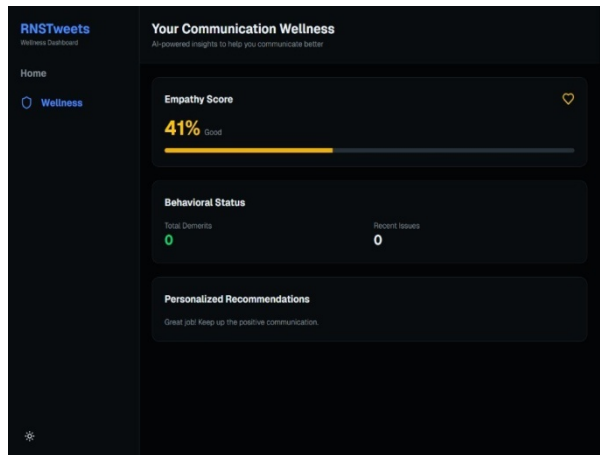 RNSTweets
Wellness Dashboard
Home
Wellness
Your Communication Wellness
AI-powered insights to help you communicate better
Empathy Score
41% Good
Behavioral Status
Total Demerits
0
Recent Issues
0
Personalized Recommendations
Great job! Keep up the positive communication.